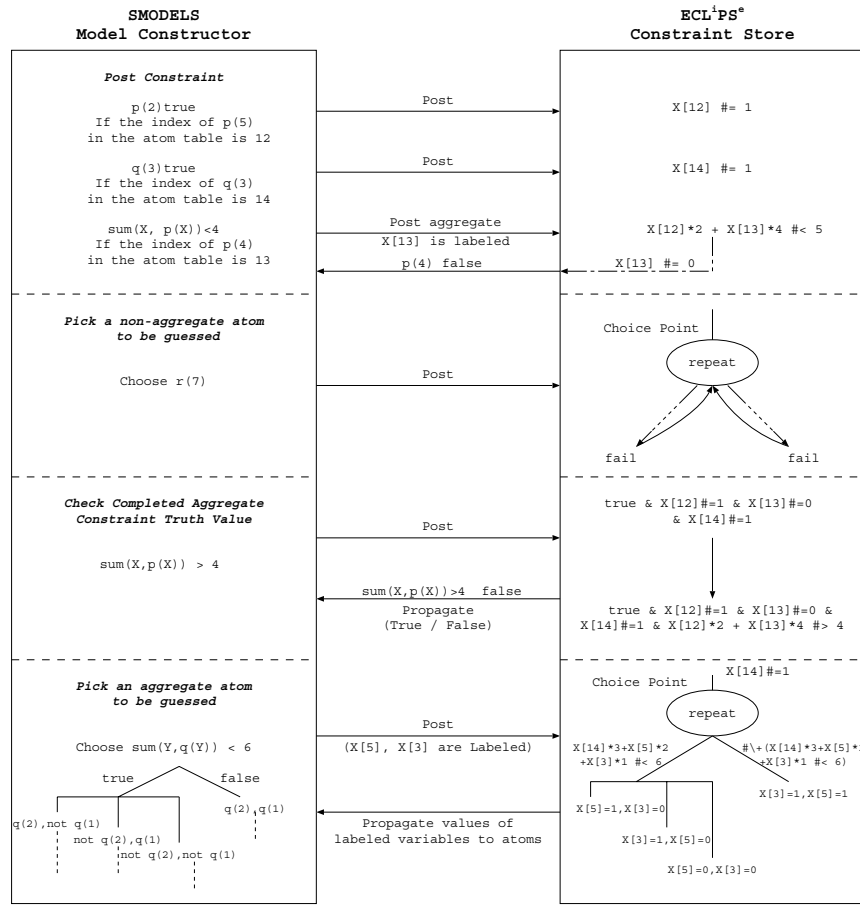 SMODELS
Model Constructor
ECLⁱPSᵉ
Constraint Store
Post Constraint
p(2)true
If the index of p(5)
in the atom table is 12
Post
X[12] #= 1
q(3)true
If the index of q(3)
in the atom table is 14
Post
X[14] #= 1
sum(X, p(X))<4
If the index of p(4)
in the atom table is 13
Post aggregate
X[13] is labeled
X[12]*2 + X[13]*4 #< 5
p(4) false
X[13] #= 0
Pick a non-aggregate atom
to be guessed
Choose r(7)
Post
Choice Point
repeat
fail
fail
Check Completed Aggregate
Constraint Truth Value
sum(X,p(X)) > 4
Post
true & X[12]#=1 & X[13]#=0
& X[14]#=1
sum(X,p(X))>4 false
Propagate
(True / False)
true & X[12]#=1 & X[13]#=0 &
X[14]#=1 & X[12]*2 + X[13]*4 #> 4
Pick an aggregate atom
to be guessed
Choose sum(Y,q(Y)) < 6
true
false
q(2),q(1)
q(2),not q(1)
not q(2),q(1)
not q(2),not q(1)
Post
(X[5], X[3] are Labeled)
Propagate values of
labeled variables to atoms
X[14]#=1
Choice Point
repeat
X[14]*3+X[5]*2
+X[3]*1 #< 6
#\+(X[14]*3+X[5]*2
+X[3]*1 #< 6)
X[5]=1,X[3]=0
X[3]=1,X[5]=1
X[3]=1,X[5]=0
X[5]=0,X[3]=0